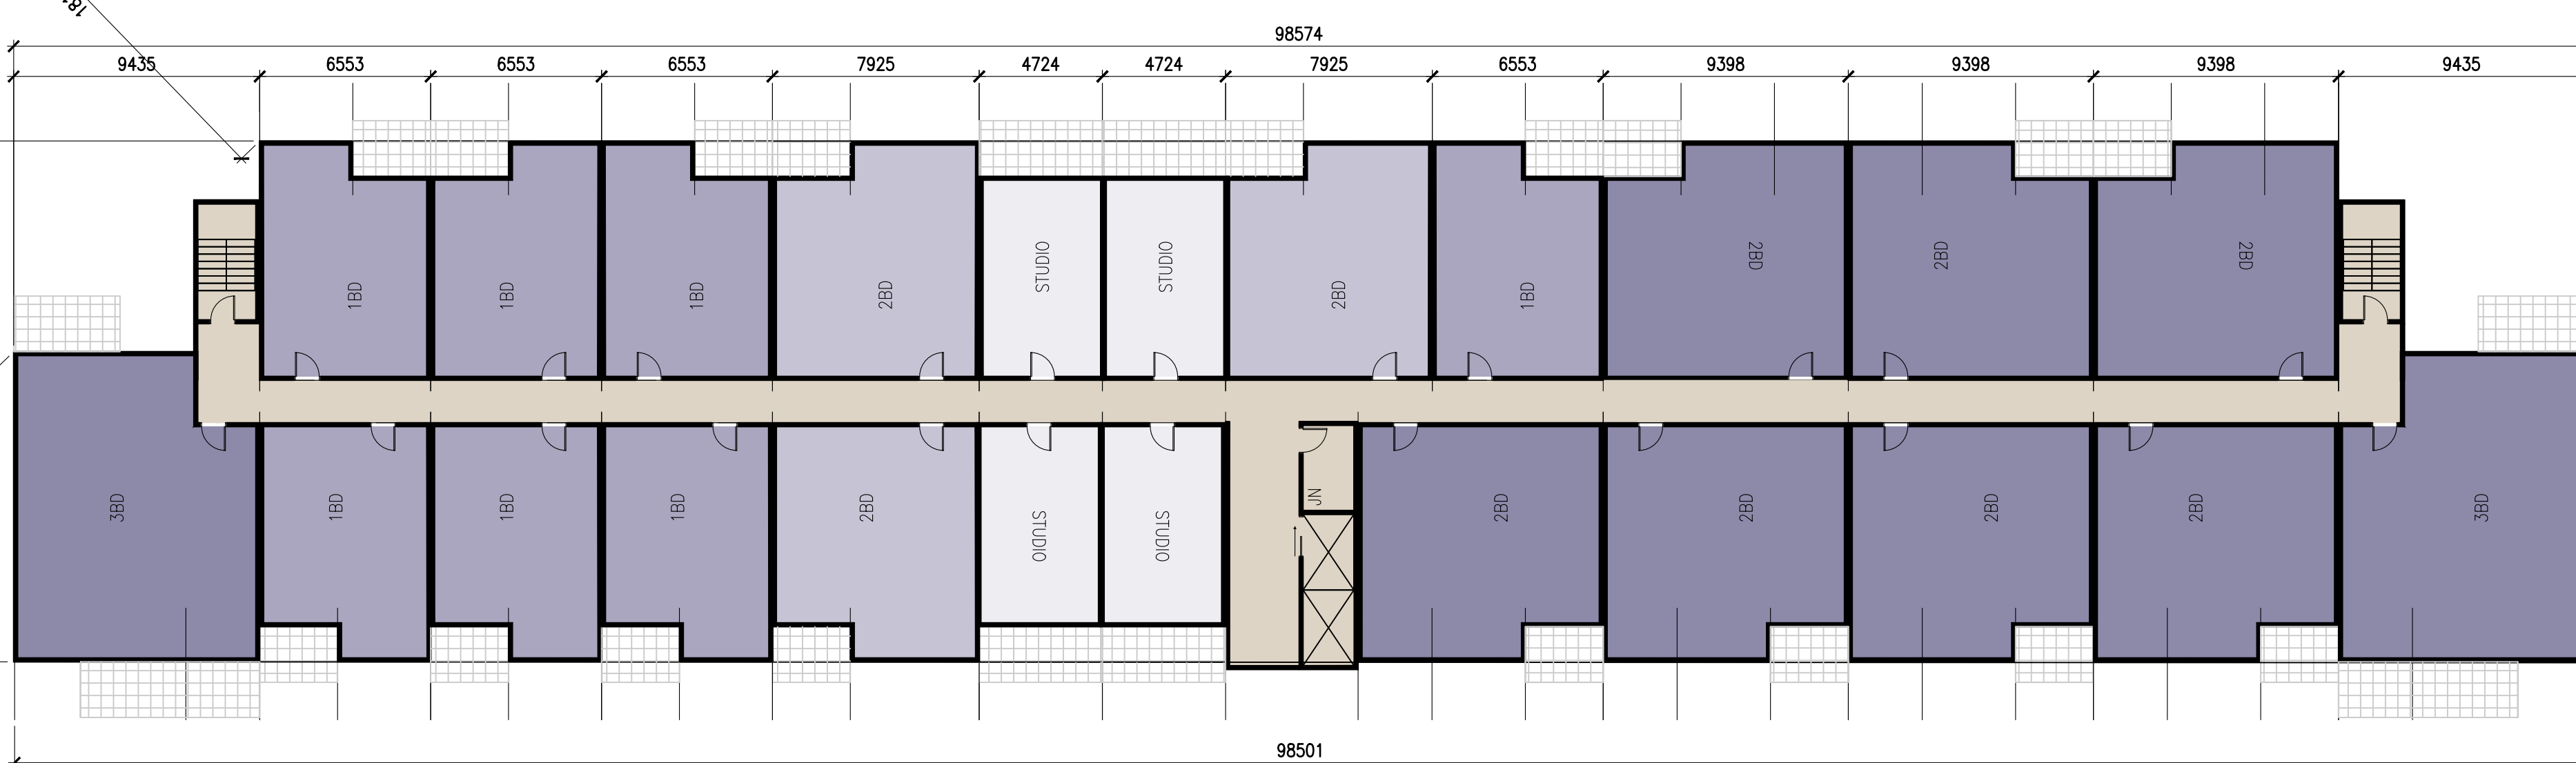 98574
9435 6553 6553 6553 7925 4724 4724 7925 6553 9398 9398 9398 9435
1BD 1BD 1BD 2BD STUDIO STUDIO 2BD 1BD 2BD 2BD 2BD
3BD 1BD 1BD 1BD 2BD STUDIO STUDIO JN 2BD 2BD 2BD 2BD 3BD
98501